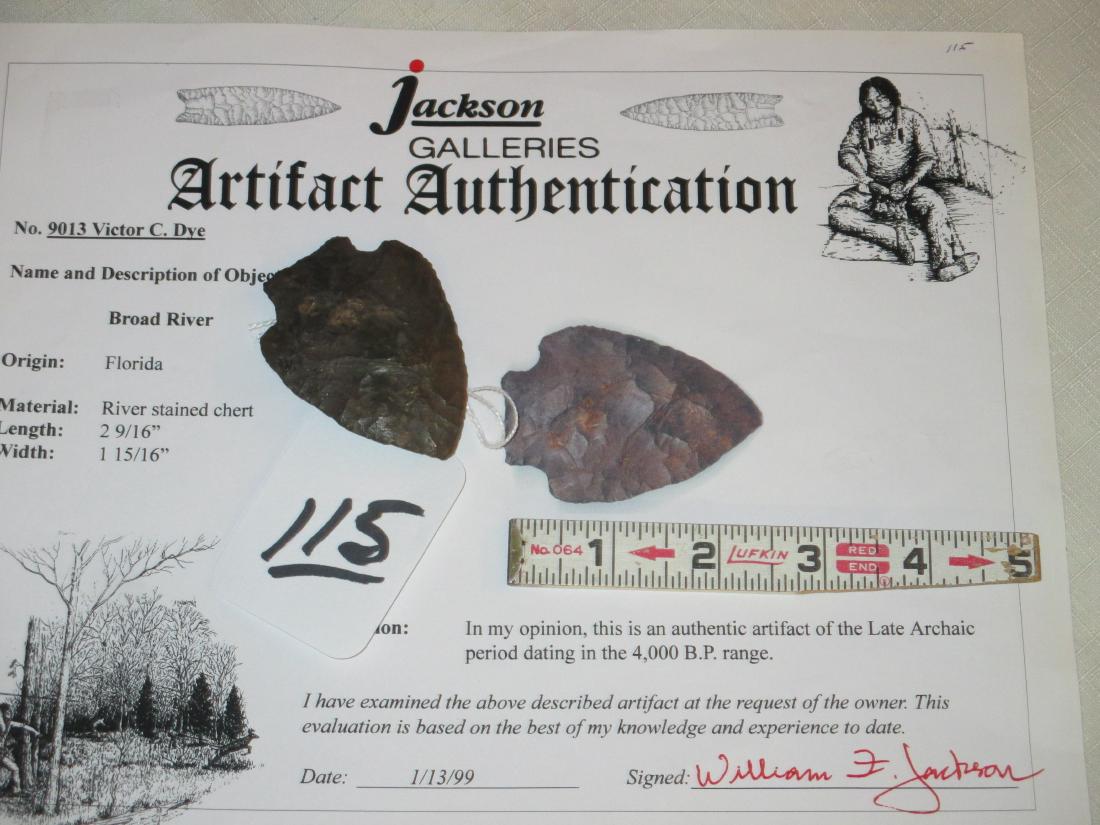 115
Jackson
GALLERIES
Artifact Authentication
No. 9013 Victor C. Dye
Name and Description of Objec
Broad River
Origin: Florida
Material: River stained chert
Length: 2 9/16”
Width: 1 15/16”
115
No. 064 1 2 LUFKIN 3 RED END 4 5
ion: In my opinion, this is an authentic artifact of the Late Archaic
period dating in the 4,000 B.P. range.
I have examined the above described artifact at the request of the owner. This
evaluation is based on the best of my knowledge and experience to date.
Date: 1/13/99 Signed: William F. Jackson